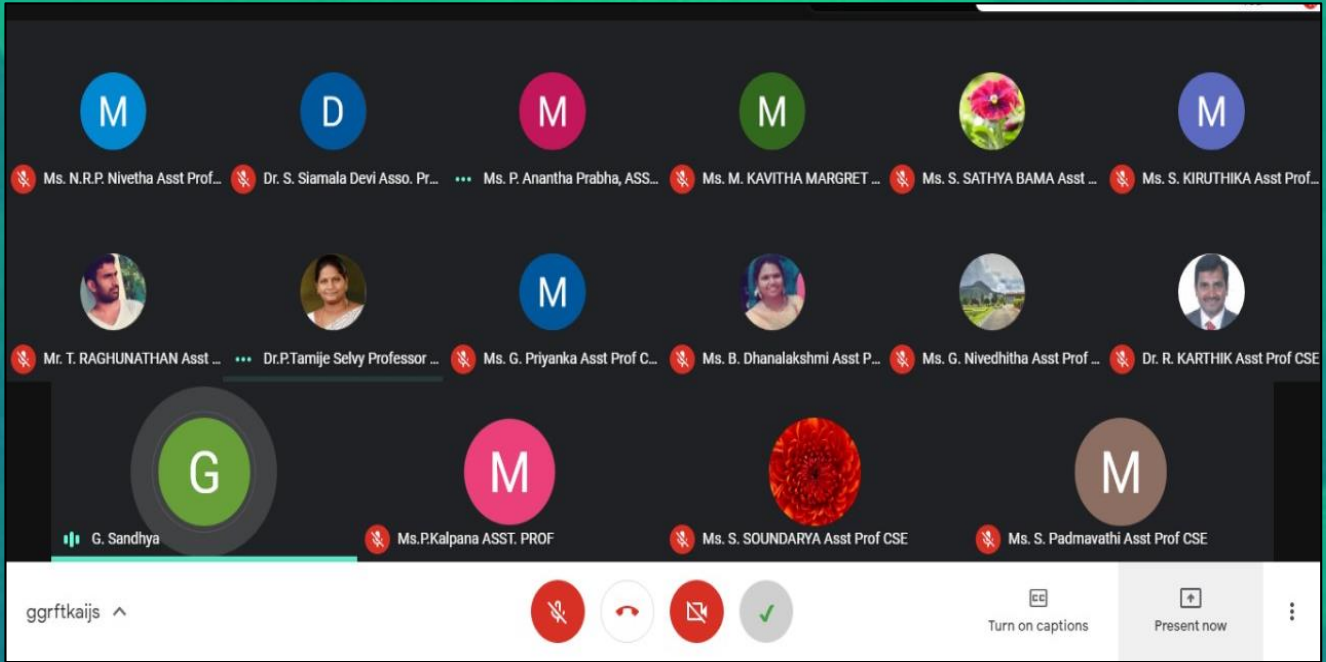 M D M M M
Ms. N.R.P. Nivetha Asst Prof... Dr. S. Siamala Devi Asso. Pr... Ms. P. Anantha Prabha, ASS... Ms. M. KAVITHA MARGRET ... Ms. S. SATHYA BAMA Asst ... Ms. S. KIRUTHIKA Asst Prof...
M
Mr. T. RAGHUNATHAN Asst ... Dr.P.Tamije Selvy Professor ... Ms. G. Priyanka Asst Prof C... Ms. B. Dhanalakshmi Asst P... Ms. G. Nivedhitha Asst Prof ... Dr. R. KARTHIK Asst Prof CSE
G M M
G. Sandhya Ms.P.Kalpana ASST. PROF Ms. S. SOUNDARYA Asst Prof CSE Ms. S. Padmavathi Asst Prof CSE
ggrftkaijs
CC
Turn on captions Present now